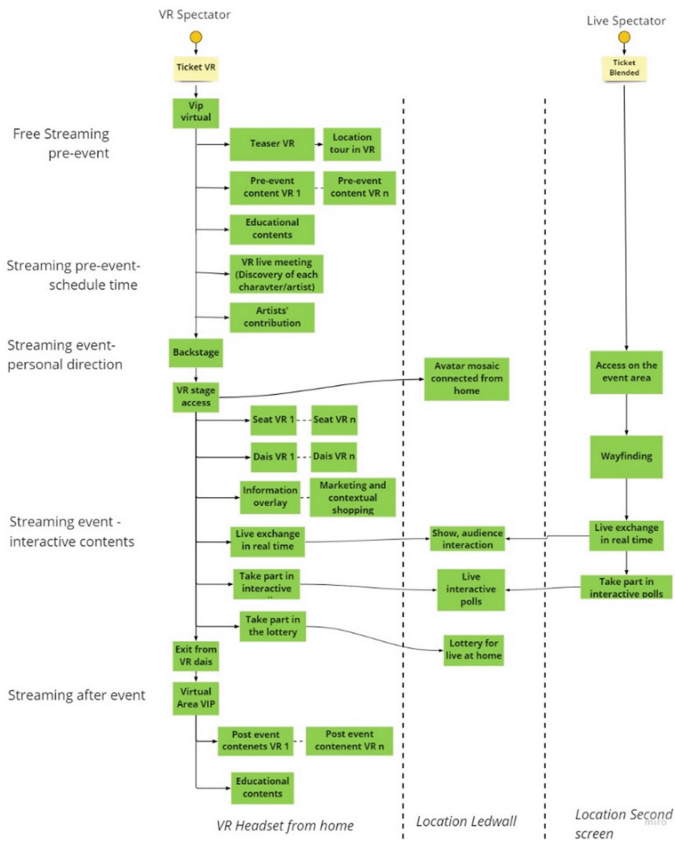 VR Spectator
Live Spectator
Ticket VR
Ticket
Blended
Vip
virtual
Free Streaming
pre-event
Teaser VR
Location
tour in VR
Pre-event
content VR 1
Pre-event
content VR n
Educational
contents
Streaming pre-event-
schedule time
VR live meeting
(Discovery of each
charavter/artist)
Artists'
contribution
Streaming event-
personal direction
Backstage
VR stage
access
Avatar mosaic
connected from
home
Access on the
event area
Seat VR 1
Seat VR n
Dais VR 1
Dais VR n
Wayfinding
Information
overlay
Marketing and
contextual
shopping
Streaming event -
interactive contents
Live exchange
in real time
Show, audience
interaction
Live exchange
in real time
Take part in
interactive
Live
interactive
polls
Take part in
interactive polls
Take part in
the lottery
Lottery for
live at home
Exit from
VR dais
Streaming after event
Virtual
Area VIP
Post event
contenets VR 1
Post event
contenent VR n
Educational
contents
VR Headset from home
Location Ledwall
Location Second
screen
miro